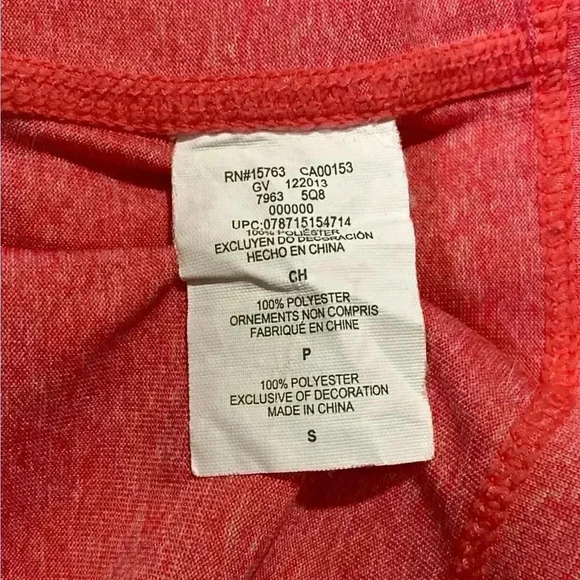 RN#15763 CA00153
GV 122013
7963 5Q8
000000
UPC:078715154714
100% POLIÉSTER
EXCLUYEN DO DECORACIÓN
HECHO EN CHINA
CH
100% POLYESTER
ORNEMENTS NON COMPRIS
FABRIQUÉ EN CHINE
P
100% POLYESTER
EXCLUSIVE OF DECORATION
MADE IN CHINA
S